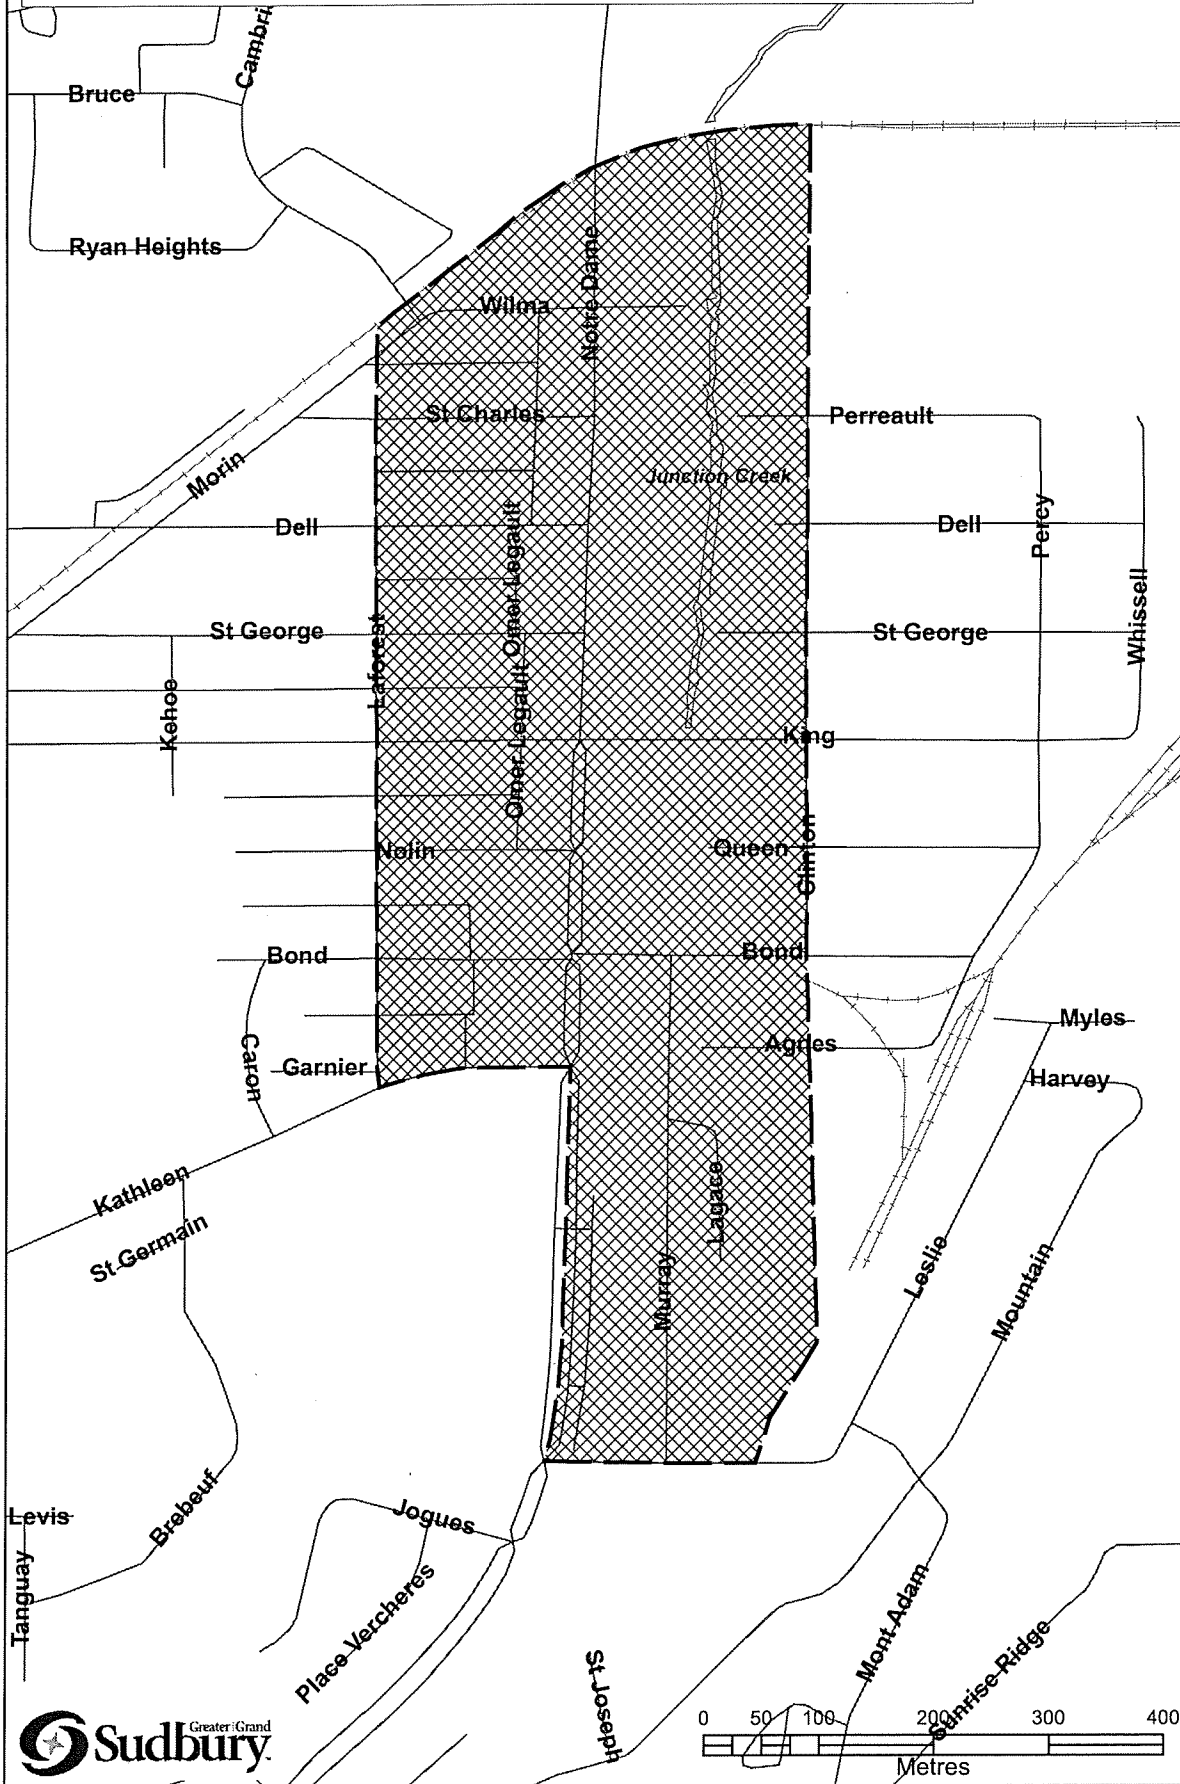 Cambri
Bruce
Ryan Heights
Notre Dame
Wilma
St Charles
Perreault
Morin
Junction Creek
Dell
Omer Legault
Dell
Percy
Whissell
Laforest
St George
St George
Kehoe
Omer Legault
King
Clinton
Nolin
Queen
Bond
Bond
Myles
Caron
Garnier
Agnes
Harvey
Kathleen
St Germain
Lagace
Murray
Leslie
Mountain
Levis
Tanguay
Brebeuf
Jogues
Place Vercheres
St Joseph
Mont Adam
Sunrise Ridge
Greater Grand
Sudbury
0 50 100 200 300 400
Metres